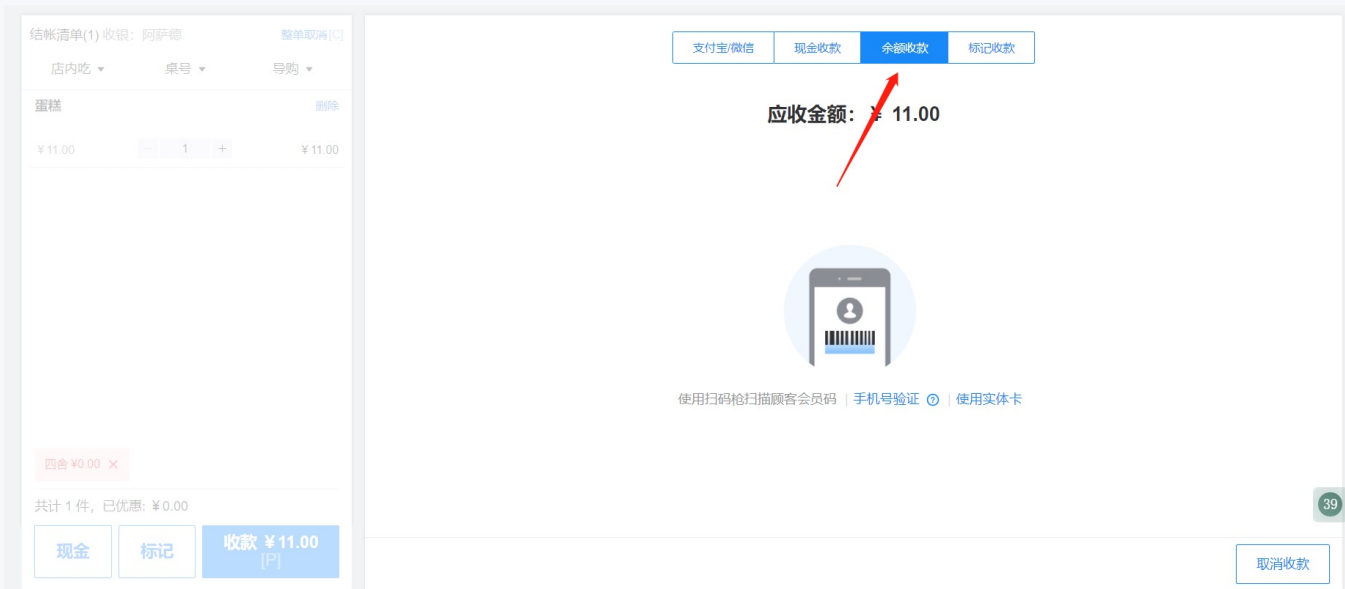 结帐清单(1) 收银：阿萨德 整单取消[C]
店内吃 桌号 导购
蛋糕 删除
¥11.00 － 1 + ¥11.00
四舍 ¥0.00 ×
共计 1 件，已优惠: ¥0.00
现金 标记 收款 ¥11.00
[P]
支付宝/微信 现金收款 余额收款 标记收款
应收金额： ¥ 11.00
使用扫码枪扫描顾客会员码 | 手机号验证 ? | 使用实体卡
39
取消收款